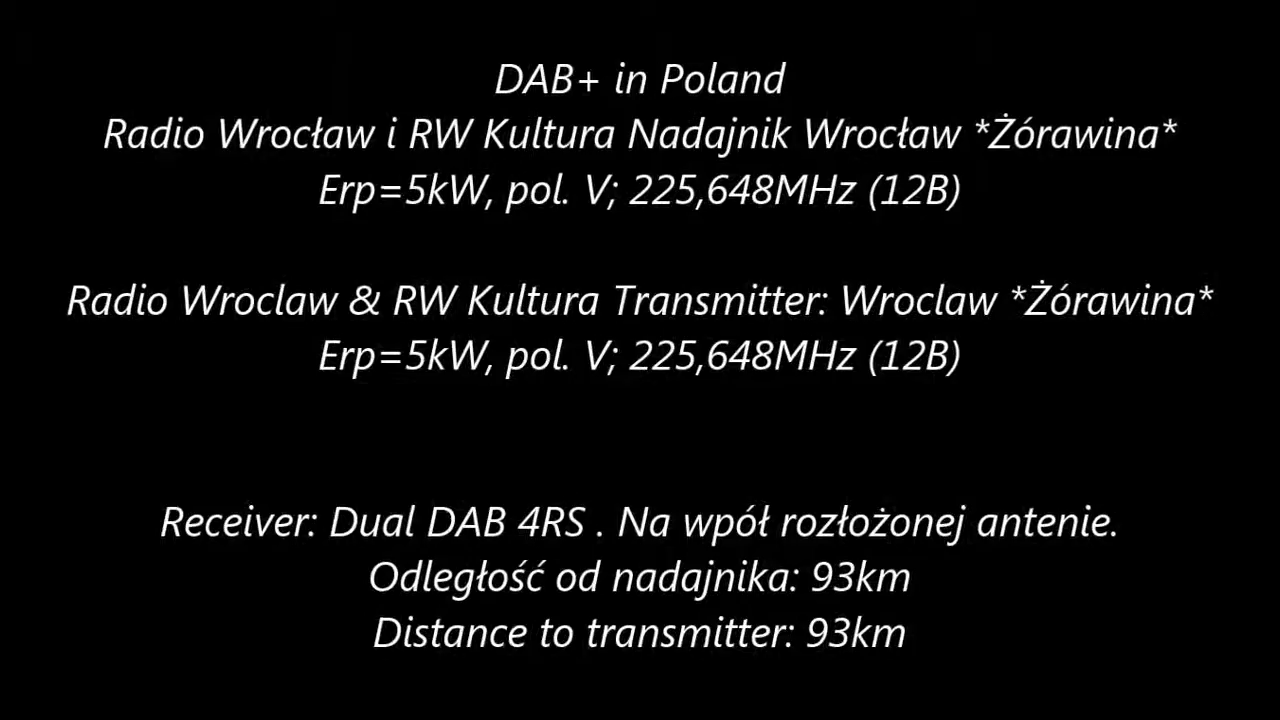 DAB+ in Poland
Radio Wrocław i RW Kultura Nadajnik Wrocław *Żórawina*
Erp=5kW, pol. V; 225,648MHz (12B)
Radio Wroclaw & RW Kultura Transmitter: Wroclaw *Żórawina*
Erp=5kW, pol. V; 225,648MHz (12B)
Receiver: Dual DAB 4RS . Na wpół rozłożonej antenie.
Odległość od nadajnika: 93km
Distance to transmitter: 93km